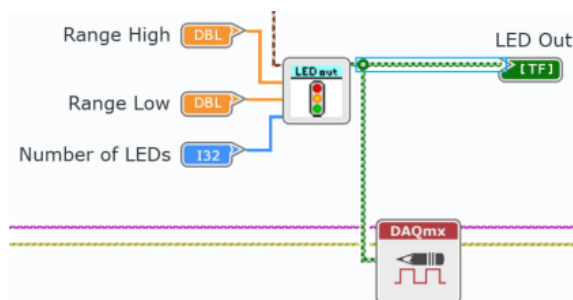 Range High DBL
LED Out
LED out
[TF]
Range Low DBL
Number of LEDs I32
DAQmx